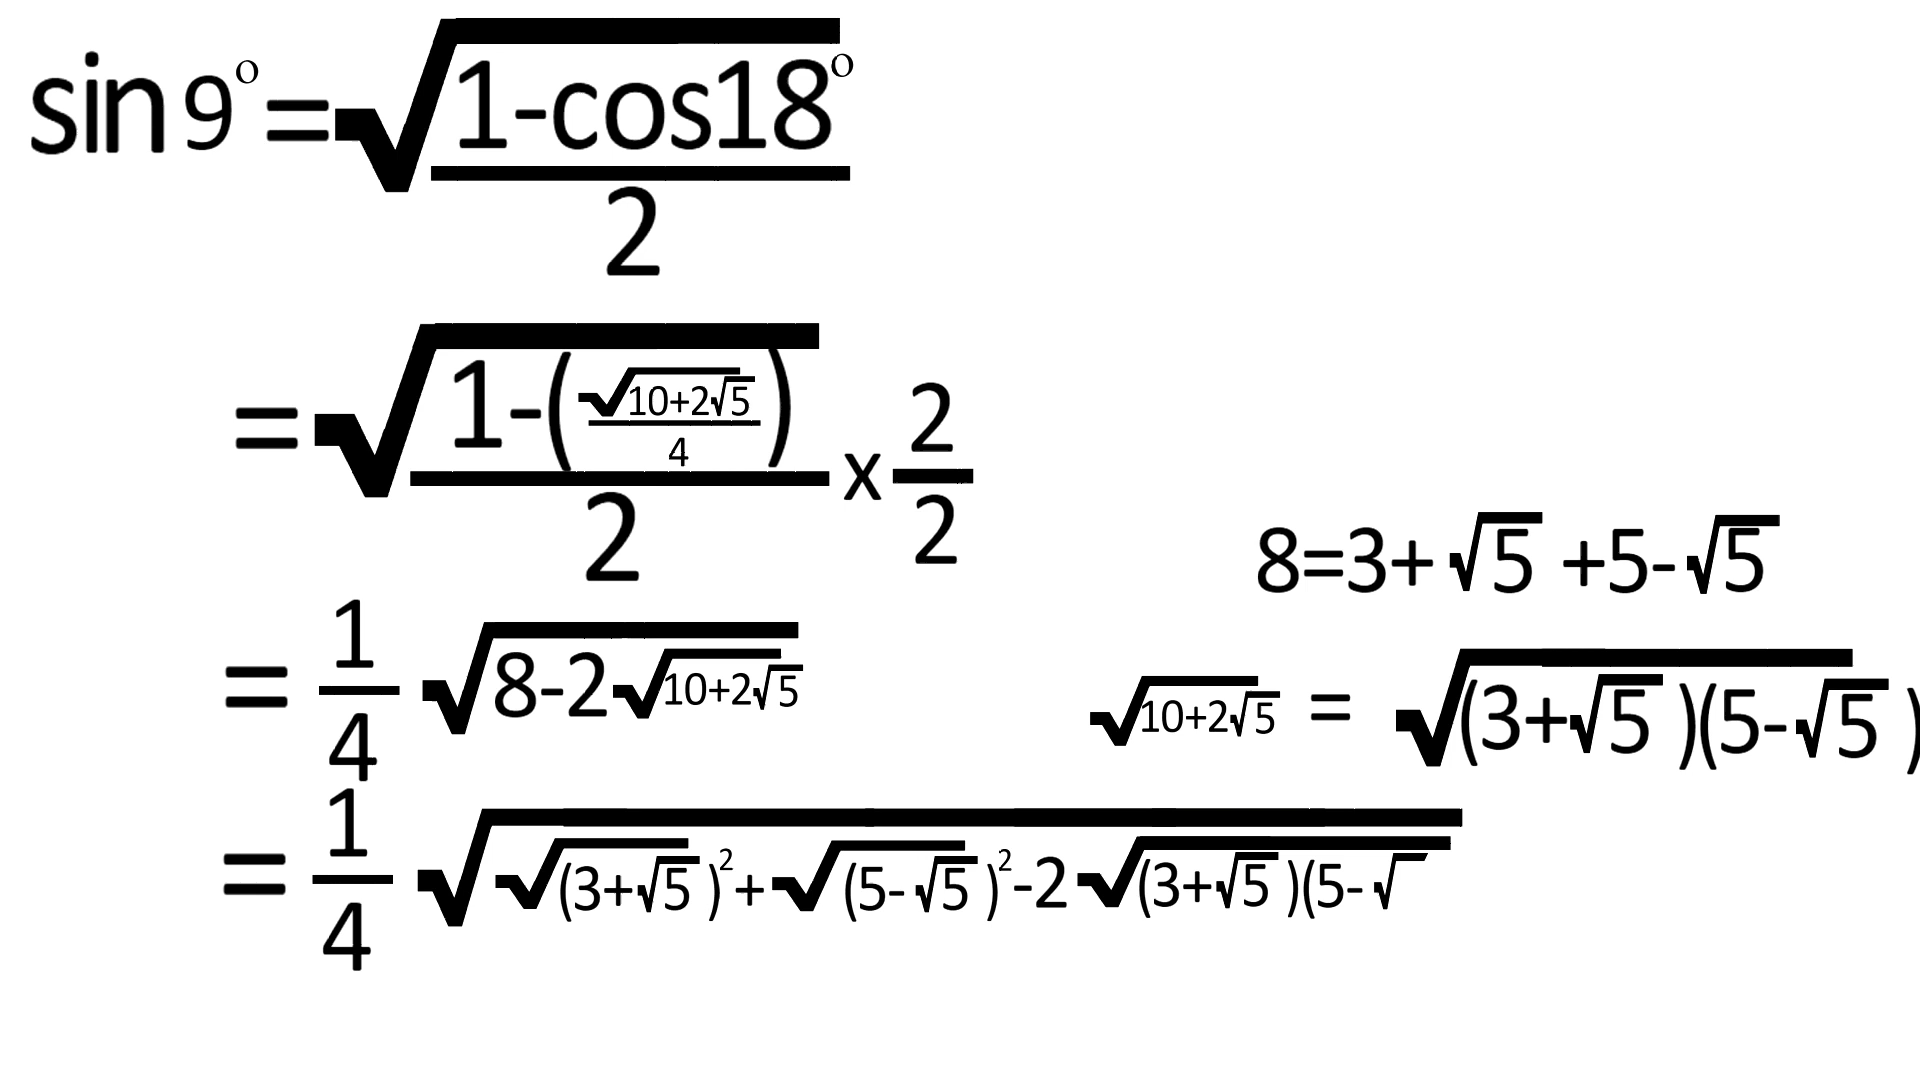 sin 9° = √(1-cos18°)/2
= √(1-(√(10+2√5)/4))/2 x 2/2
8=3+√5 +5-√5
= 1/4 √(8-2√(10+2√5))
√(10+2√5) = √((3+√5)(5-√5))
= 1/4 √(√(3+√5)²+√(5-√5)²-2√((3+√5)(5-√